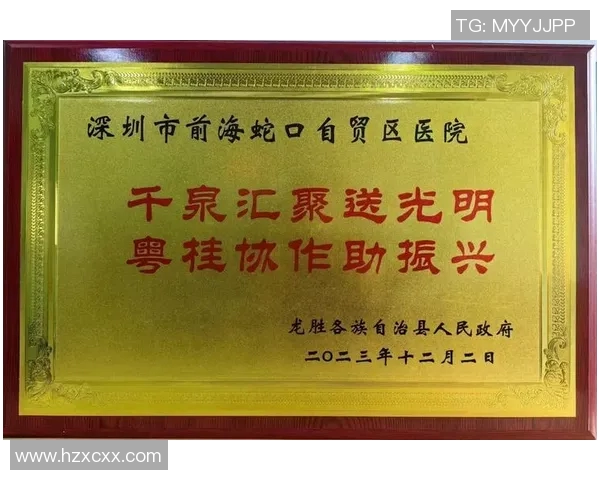 TG: MYYJJPP
深圳市前海蛇口自贸区医院
千泉汇聚送光明
粤桂协作助振兴
龙胜各族自治县人民政府
二〇二三年十二月二日
www.hzxcxx.com